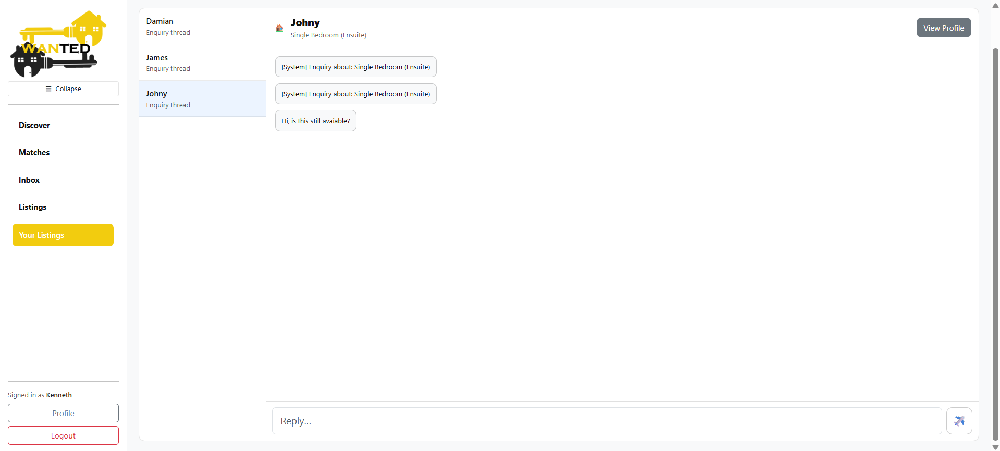 WANTED
☰ Collapse
Discover
Matches
Inbox
Listings
Your Listings
Signed in as Kenneth
Profile
Logout
Damian
Enquiry thread
James
Enquiry thread
Johny
Enquiry thread
Johny
Single Bedroom (Ensuite)
View Profile
[System] Enquiry about: Single Bedroom (Ensuite)
[System] Enquiry about: Single Bedroom (Ensuite)
Hi, is this still avaiable?
Reply...